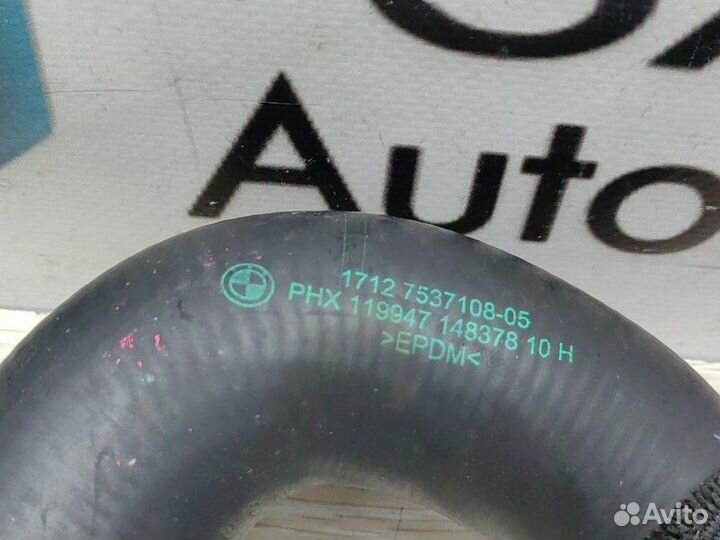 Auto
1712 7537108-05
PHX 119947 148378 10 H
>EPDM<
Avito